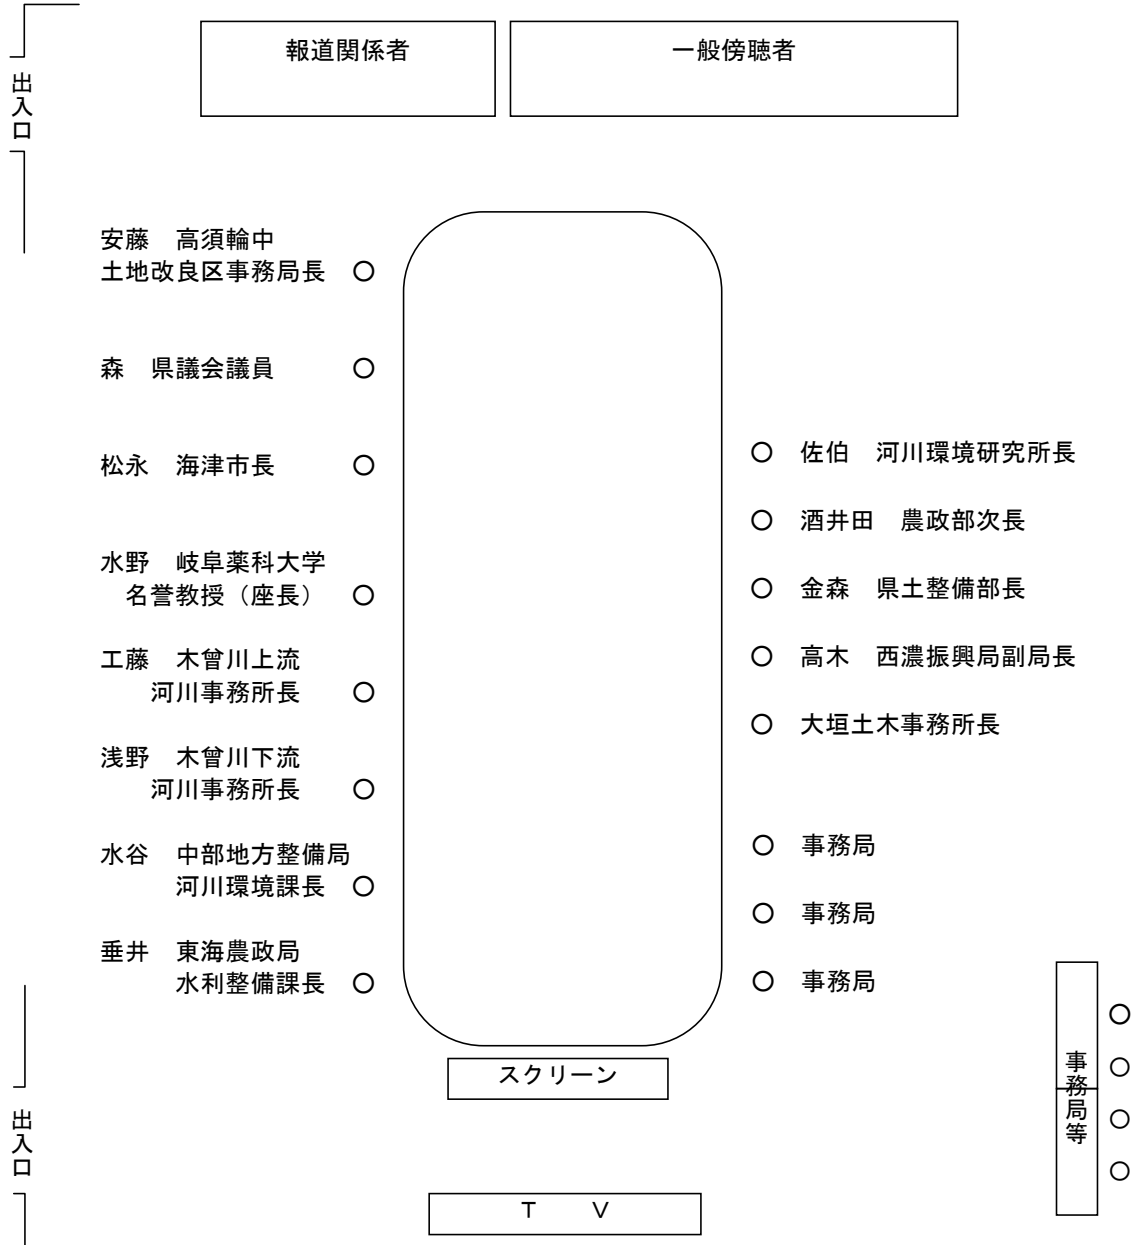 出入口
報道関係者
一般傍聴者
安藤　高須輪中
土地改良区事務局長　○
森　県議会議員　○
松永　海津市長　○
水野　岐阜薬科大学
名誉教授（座長）　○
工藤　木曾川上流
河川事務所長　○
浅野　木曾川下流
河川事務所長　○
水谷　中部地方整備局
河川環境課長　○
垂井　東海農政局
水利整備課長　○
○　佐伯　河川環境研究所長
○　酒井田　農政部次長
○　金森　県土整備部長
○　高木　西濃振興局副局長
○　大垣土木事務所長
○　事務局
○　事務局
○　事務局
スクリーン
事務局等
出入口
ＴＶ